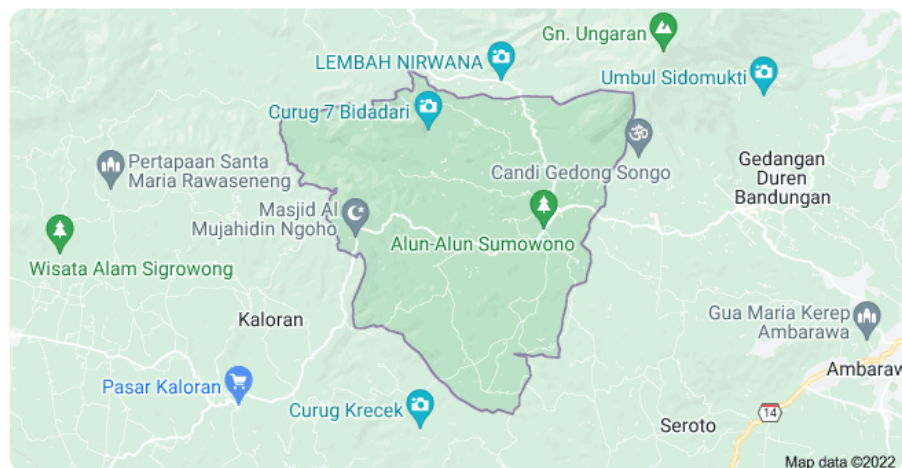 Gn. Ungaran
LEMBAH NIRWANA
Umbul Sidomukti
Curug 7 Bidadari
Pertapaan Santa
Maria Rawaseneng
Candi Gedong Songo
Gedangan
Duren
Bandungan
Masjid Al
Mujahidin Ngoho
Alun-Alun Sumowono
Wisata Alam Sigrowong
Kaloran
Gua Maria Kerep
Ambarawa
Pasar Kaloran
Ambaraw
Curug Krecek
14
Seroto
Map data ©2022